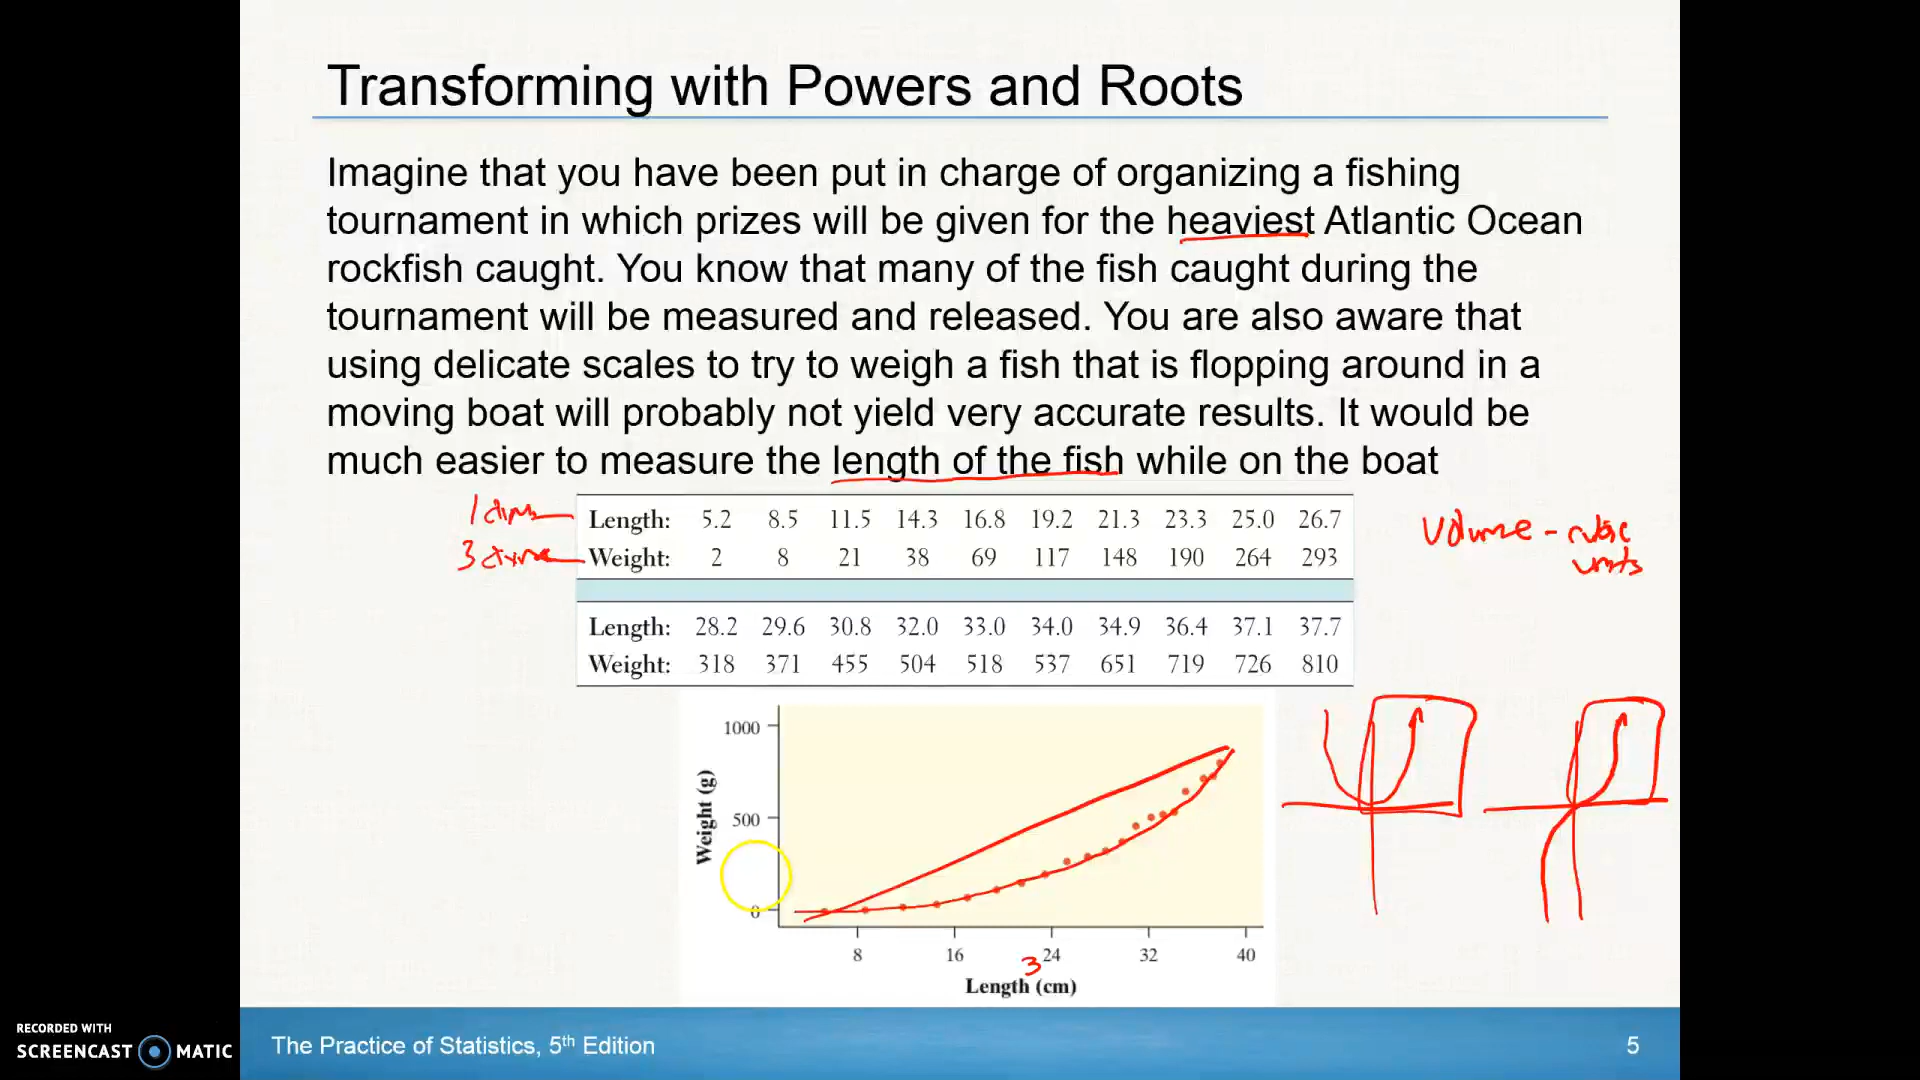 Transforming with Powers and Roots
Imagine that you have been put in charge of organizing a fishing
tournament in which prizes will be given for the heaviest Atlantic Ocean
rockfish caught. You know that many of the fish caught during the
tournament will be measured and released. You are also aware that
using delicate scales to try to weigh a fish that is flopping around in a
moving boat will probably not yield very accurate results. It would be
much easier to measure the length of the fish while on the boat
1 dim
Length: 5.2 8.5 11.5 14.3 16.8 19.2 21.3 23.3 25.0 26.7
3
Weight: 2 8 21 38 69 117 148 190 264 293
Volume -
units
Length: 28.2 29.6 30.8 32.0 33.0 34.0 34.9 36.4 37.1 37.7
Weight: 318 371 455 504 518 537 651 719 726 810
1000
500
0
Weight (g)
8 16 24 32 40
3
Length (cm)
RECORDED WITH
SCREENCAST MATIC
The Practice of Statistics, 5th Edition
5